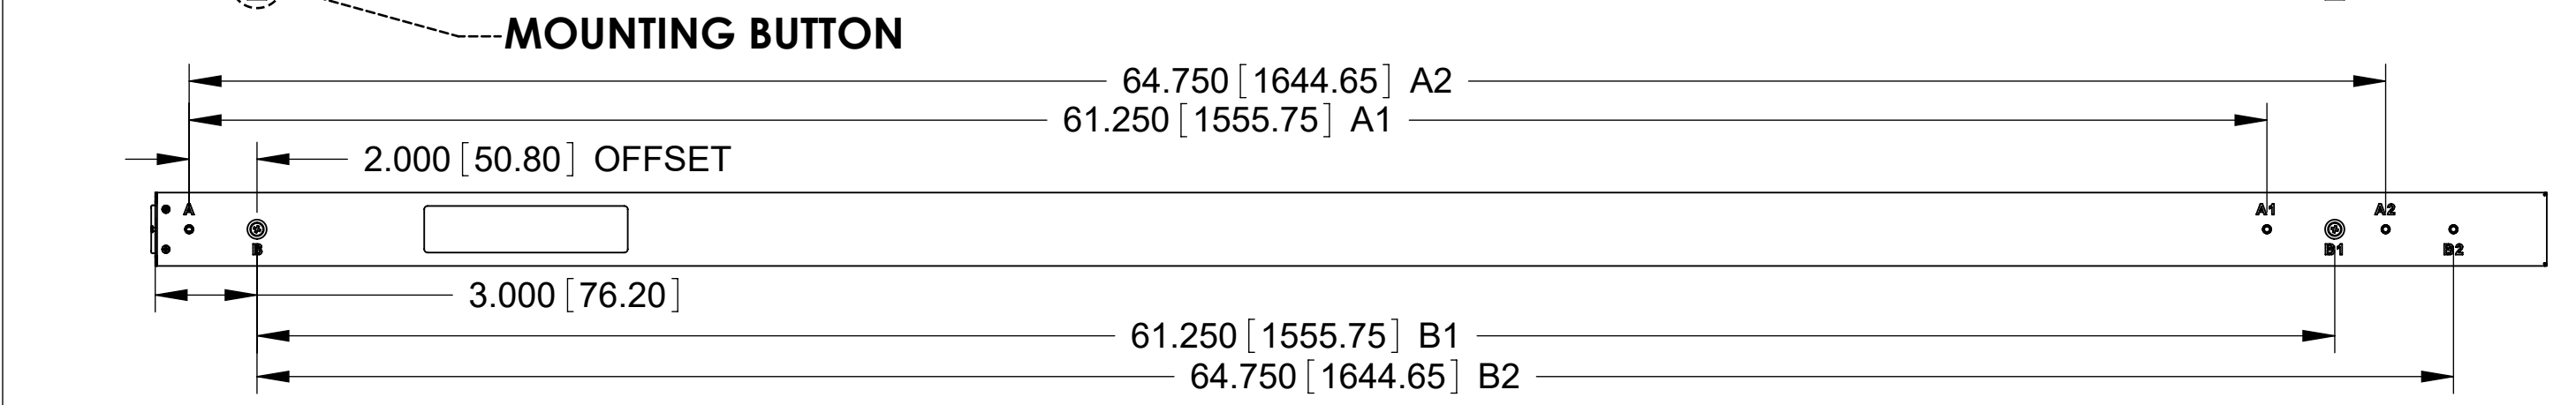 MOUNTING BUTTON
64.750 [1644.65] A2
61.250 [1555.75] A1
2.000 [50.80] OFFSET
A A1 A2
B B1 B2
3.000 [76.20]
61.250 [1555.75] B1
64.750 [1644.65] B2